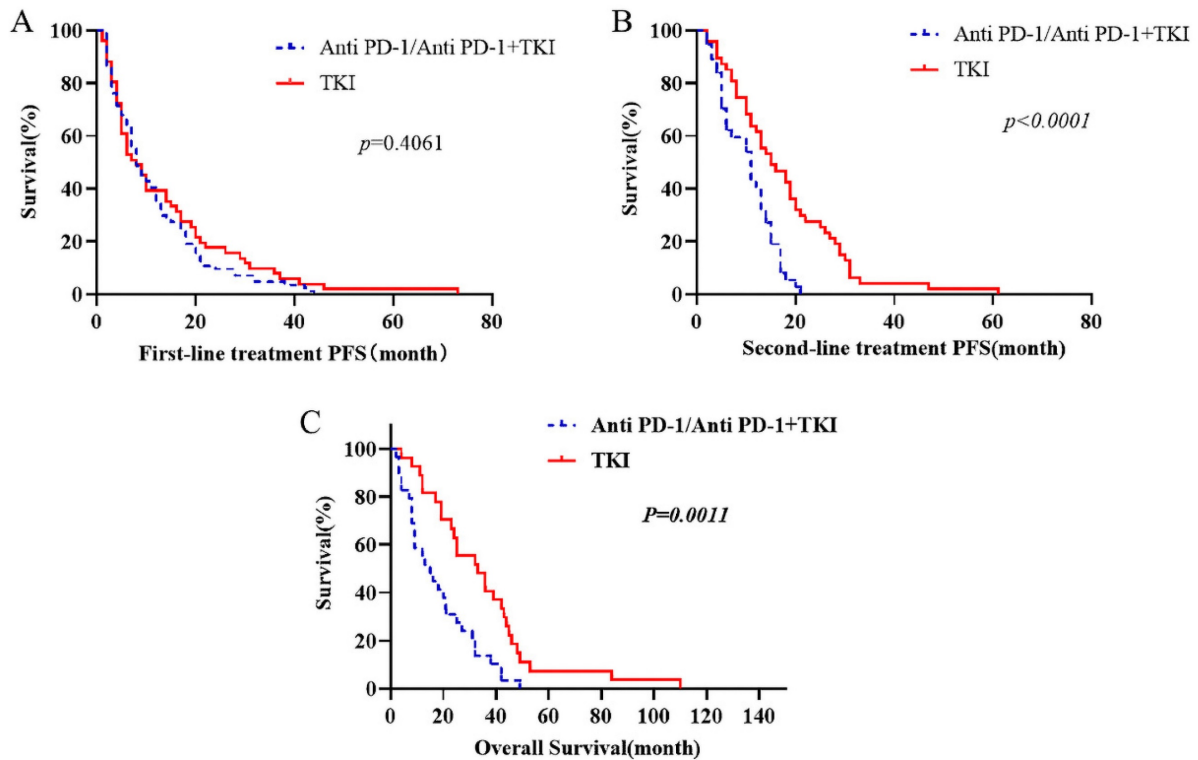 A
Anti PD-1/Anti PD-1+TKI
TKI
p=0.4061
Survival(%)
100
80
60
40
20
0
0 20 40 60 80
First-line treatment PFS(month)
B
Anti PD-1/Anti PD-1+TKI
TKI
p<0.0001
Survival(%)
100
80
60
40
20
0
0 20 40 60 80
Second-line treatment PFS(month)
C
Anti PD-1/Anti PD-1+TKI
TKI
P=0.0011
Survival(%)
100
80
60
40
20
0
0 20 40 60 80 100 120 140
Overall Survival(month)